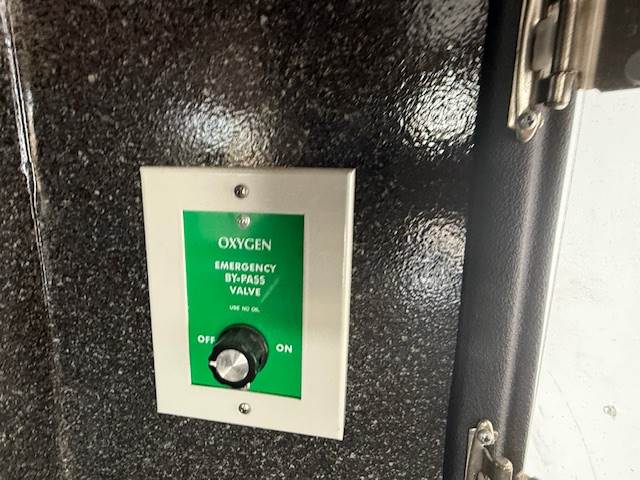 OXYGEN
EMERGENCY
BY-PASS
VALVE
USE NO OIL
OFF
ON